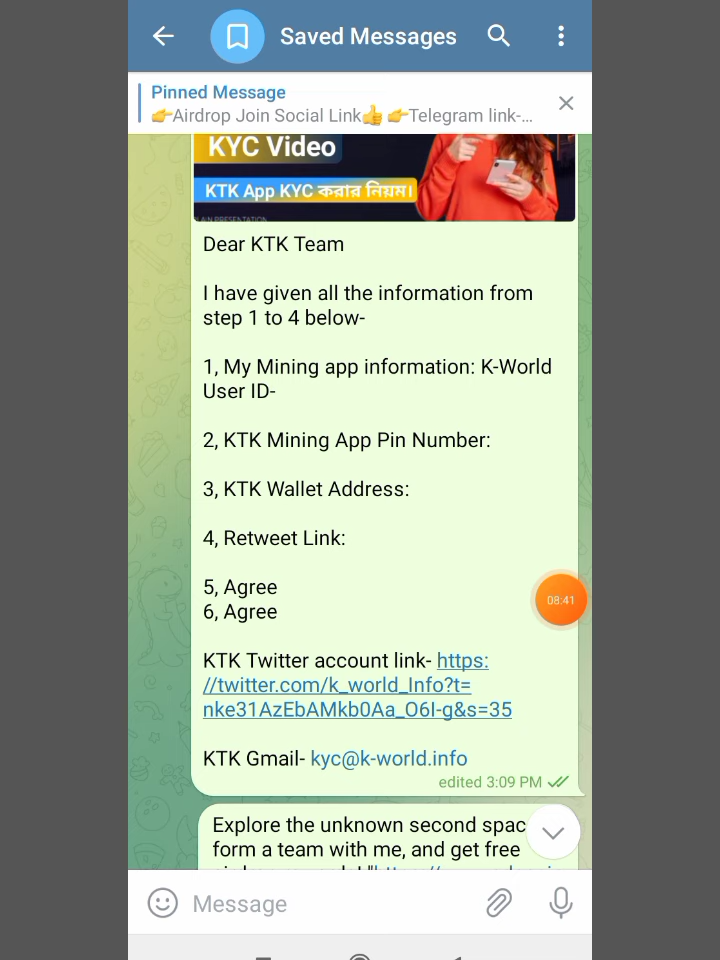 Saved Messages
Pinned Message
👉Airdrop Join Social Link👍 👉Telegram link-...
KYC Video
KTK App KYC করার নিয়ম।
LAIN PRESENTATION
Dear KTK Team
I have given all the information from
step 1 to 4 below-
1, My Mining app information: K-World
User ID-
2, KTK Mining App Pin Number:
3, KTK Wallet Address:
4, Retweet Link:
5, Agree
6, Agree
08:41
KTK Twitter account link- https:
//twitter.com/k_world_Info?t=
nke31AzEbAMkb0Aa_O6I-g&s=35
KTK Gmail- kyc@k-world.info
edited 3:09 PM
Explore the unknown second spac
form a team with me, and get free
Message